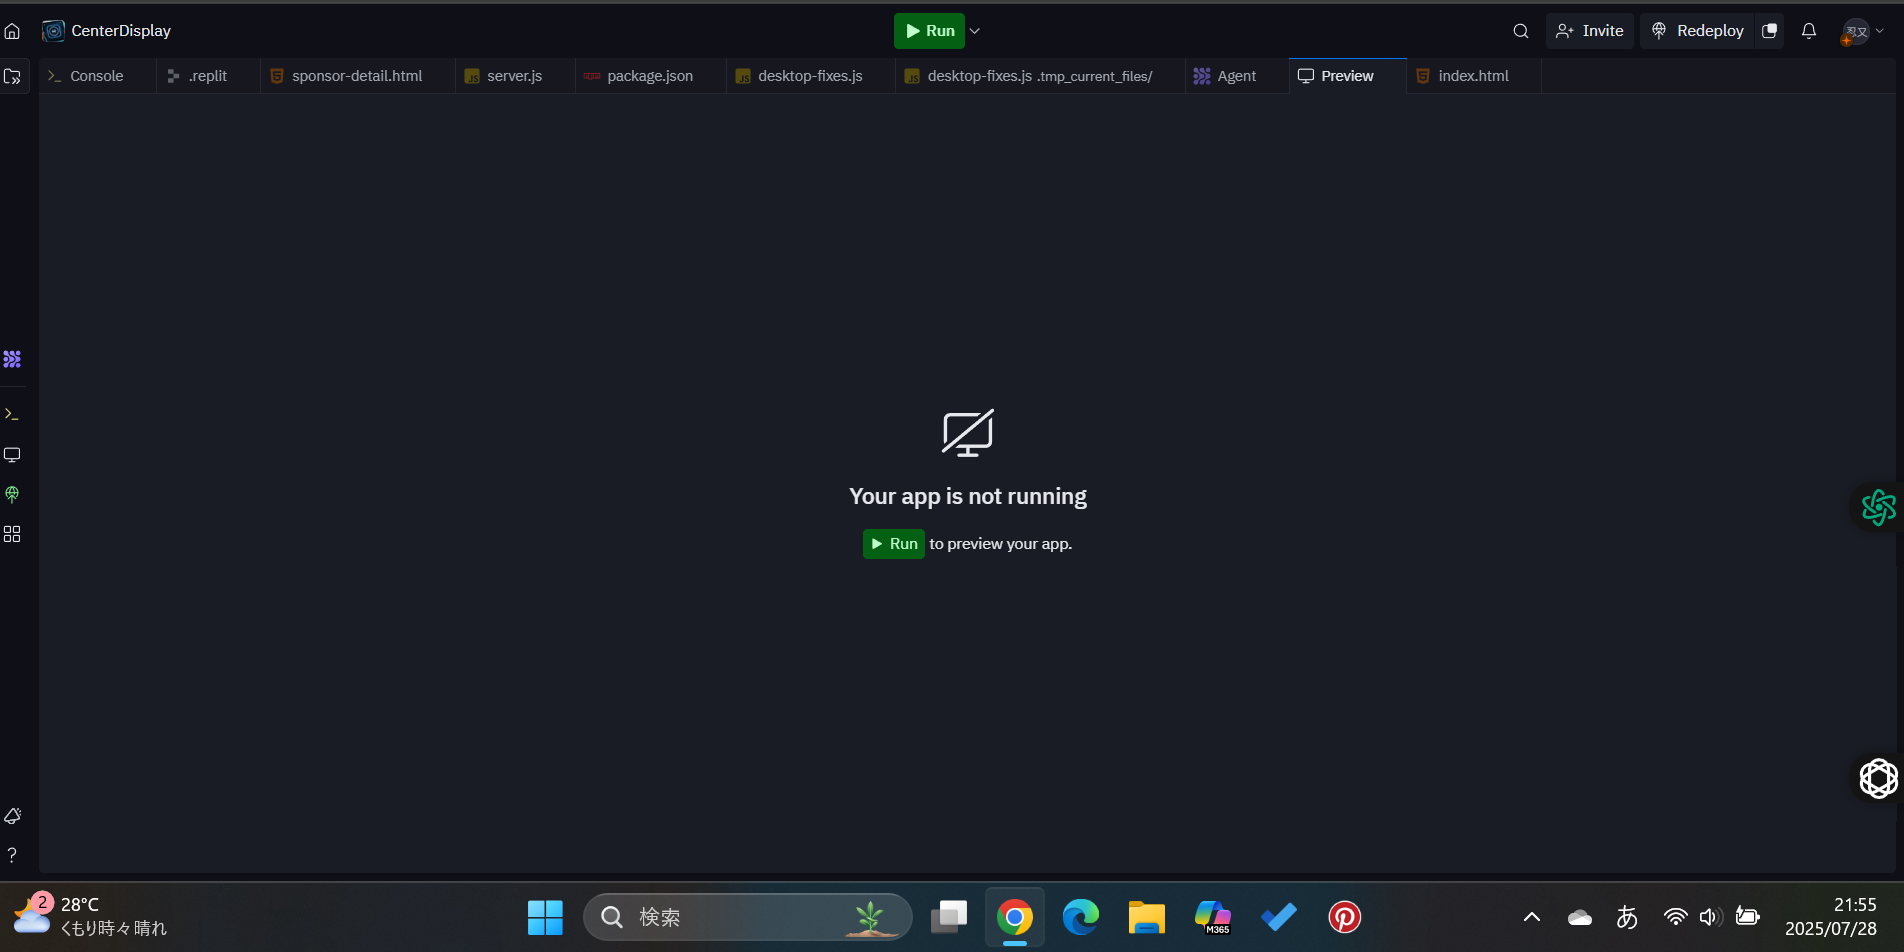 CenterDisplay
Run
Invite
Redeploy
Console
.replit
sponsor-detail.html
server.js
package.json
desktop-fixes.js
desktop-fixes.js .tmp_current_files/
Agent
Preview
index.html
Your app is not running
Run to preview your app.
2
28°C
くもり時々晴れ
検索
M365
あ
21:55
2025/07/28